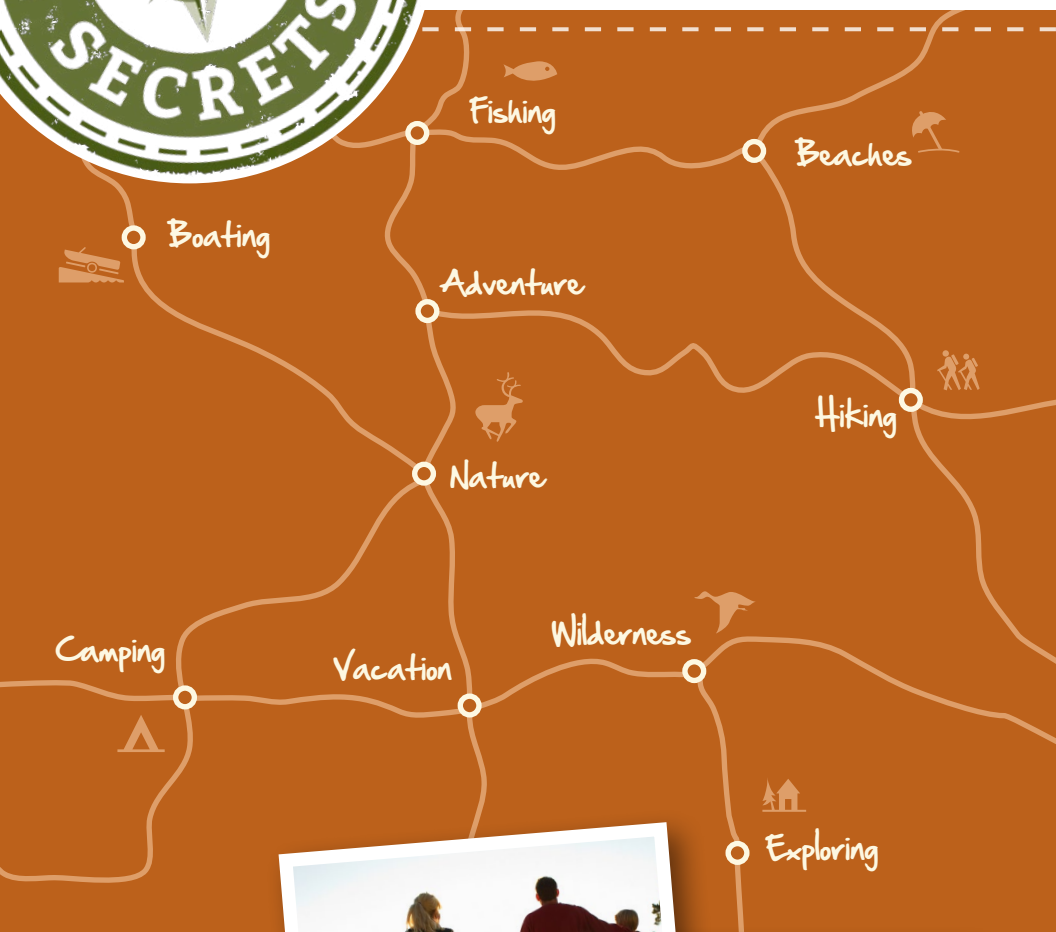 SECRETS
Fishing
Beaches
Boating
Adventure
Hiking
Nature
Wilderness
Camping
Vacation
Exploring